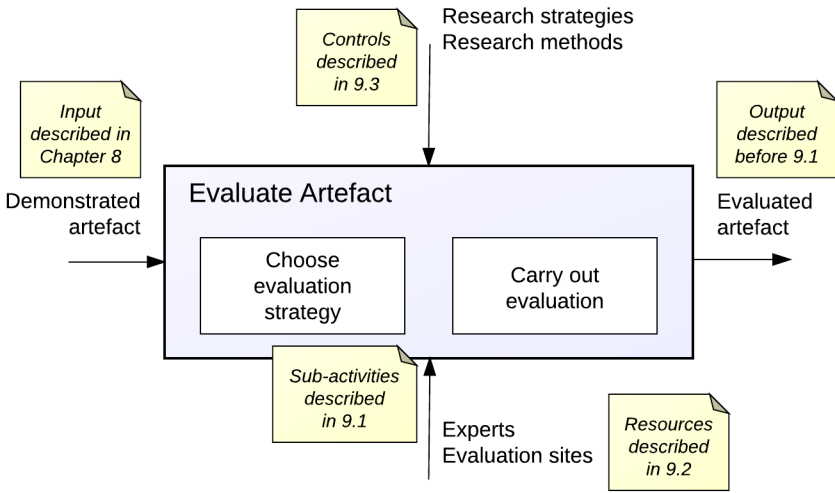 Controls
described
in 9.3
Research strategies
Research methods
Input
described in
Chapter 8
Output
described
before 9.1
Demonstrated
artefact
Evaluate Artefact
Evaluated
artefact
Choose
evaluation
strategy
Carry out
evaluation
Sub-activities
described
in 9.1
Experts
Evaluation sites
Resources
described
in 9.2